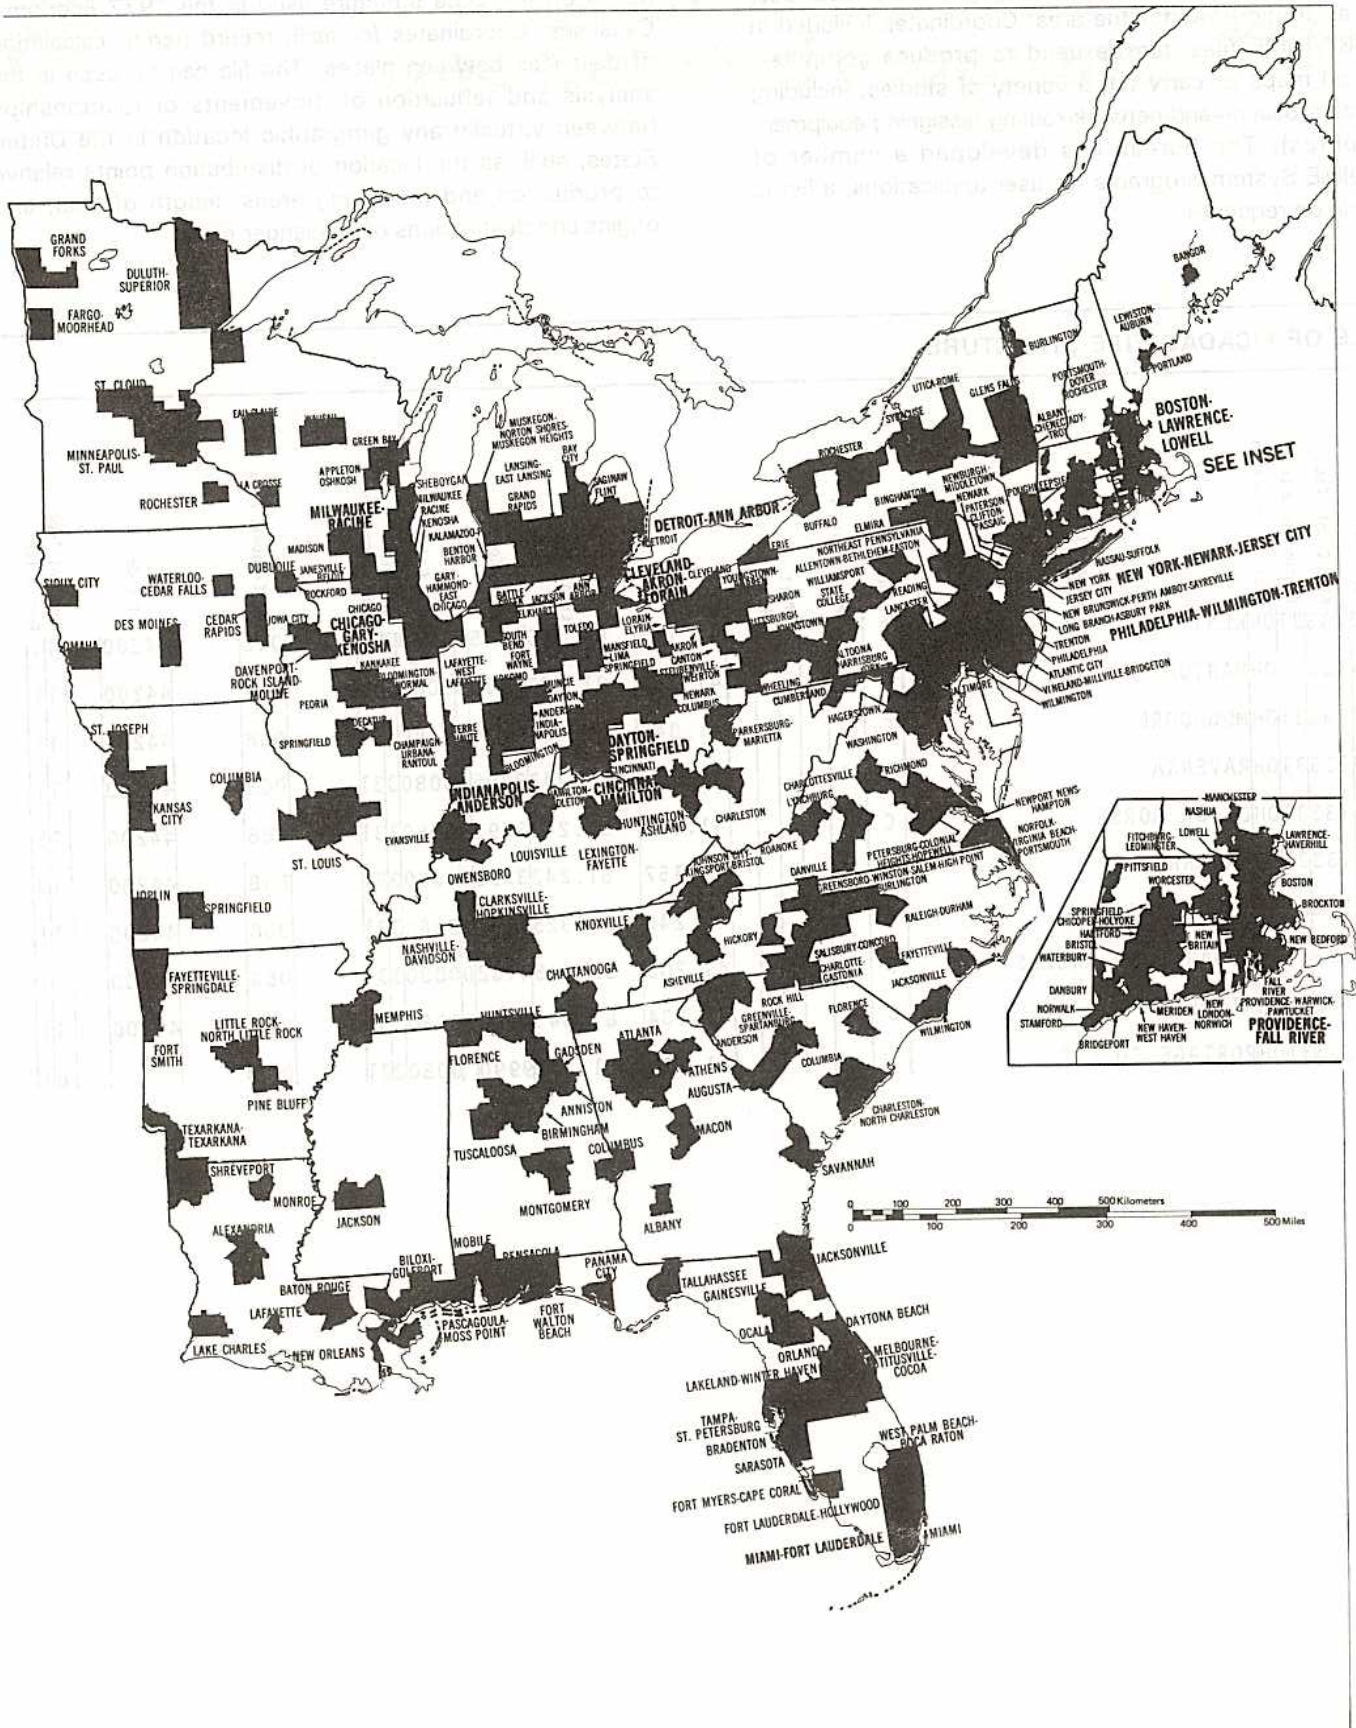 GRAND
FORKS
DULUTH-
SUPERIOR
FARGO-
MOORHEAD
ST. CLOUD
EAU CLAIRE
WAUSAU
GREEN BAY
MINNEAPOLIS-
ST. PAUL
APPLETON
OSHKOSH
ROCHESTER
LA CROSSE
SHEBOYGAN
MILWAUKEE
RACINE
KENOSHA
MILWAUKEE-
RACINE
MUSKEGON-
NORTON SHORES-
MUSKEGON HEIGHTS
BAY
CITY
LANSING-
EAST LANSING
SAGINAW
FLINT
GRAND
RAPIDS
MADISON
BENTON
HARBOR
DETROIT-ANN ARBOR
DETROIT
DUBUQUE
JANESVILLE-
BELOIT
ROCKFORD
GARY-
HAMMOND-
EAST
CHICAGO
JACKSON
ANN
ARBOR
SIOUX CITY
WATERLOO-
CEDAR FALLS
CHICAGO
CHICAGO-
GARY-
KENOSHA
ELKHART
CLEVELAND-
AKRON-
LORAIN
CLEVELAND
DES MOINES
CEDAR
RAPIDS
IOWA CITY
OMAHA
SOUTH
BEND
FORT
WAYNE
TOLEDO
LORAIN-
ELYRIA
AKRON
CANTON
MANSFIELD
LIMA
SPRINGFIELD
DAVENPORT-
ROCK ISLAND-
MOLINE
KANKAKEE
BLOOMINGTON-
NORMAL
LAFAYETTE-
WEST
LAFAYETTE
KOKOMO
MUNCIE
DAYTON
ANDERSON
INDIA-
NAPOLIS
NEWARK
COLUMBUS
PEORIA
DECATUR
SPRINGFIELD
CHAMPAIGN-
URBANA-
RANTOUL
TERRE
HAUTE
BLOOMINGTON
DAYTON-
SPRINGFIELD
CINCINNATI
CINCINNATI-
HAMILTON
INDIANAPOLIS-
ANDERSON
PARKERSBURG-
MARIETTA
ST. JOSEPH
KANSAS
CITY
COLUMBIA
ST. LOUIS
EVANSVILLE
LOUISVILLE
LEXINGTON-
FAYETTE
HUNTINGTON
ASHLAND
CHARLESTON
OWENSBORO
CLARKSVILLE-
HOPKINSVILLE
JOPLIN
SPRINGFIELD
NASHVILLE-
DAVIDSON
KNOXVILLE
JOHNSON CITY-
KINGSPORT-BRISTOL
CHATTANOOGA
ASHEVILLE
HICKORY
FAYETTEVILLE-
SPRINGDALE
LITTLE ROCK-
NORTH LITTLE ROCK
MEMPHIS
HUNTSVILLE
FORT
SMITH
FLORENCE
GADSDEN
ATLANTA
ATHENS
AUGUSTA
PINE BLUFF
ANNISTON
BIRMINGHAM
TEXARKANA-
TEXARKANA
TUSCALOOSA
COLUMBUS
MACON
SHREVEPORT
MONROE
JACKSON
MONTGOMERY
ALBANY
SAVANNAH
ALEXANDRIA
MOBILE
PENSACOLA
BILOXI-
GULFPORT
PANAMA
CITY
TALLAHASSEE
GAINESVILLE
JACKSONVILLE
BATON ROUGE
LAFAYETTE
LAKE CHARLES
NEW ORLEANS
PASCAGOULA-
MOSS POINT
FORT
WALTON
BEACH
OCALA
DAYTONA BEACH
ORLANDO
LAKELAND-WINTER HAVEN
MELBOURNE-
TITUSVILLE-
COCOA
TAMPA-
ST. PETERSBURG
BRADENTON
SARASOTA
FORT MYERS-CAPE CORAL
WEST PALM BEACH-
BOCA RATON
FORT LAUDERDALE-HOLLYWOOD
MIAMI-FORT LAUDERDALE
MIAMI
BANGOR
LEWISTON-
AUBURN
PORTLAND
BURLINGTON
PORTSMOUTH-
DOVER
ROCHESTER
UTICA-ROME
GLENS FALLS
SYRACUSE
ROCHESTER
BUFFALO
BOSTON-
LAWRENCE-
LOWELL
SEE INSET
NEWBURGH-
MIDDLETOWN
POUGHKEEPSIE
BINGHAMTON
ELMIRA
NEWARK
PATERSON
CLIFTON-
PASSAIC
ERIE
NORTHEAST PENNSYLVANIA
ALLENTOWN-BETHLEHEM-EASTON
WILLIAMSPORT
STATE
COLLEGE
READING
LANCASTER
SHARON
PITTSBURGH
JOHNSTOWN
ALTOONA
HARRISBURG
YORK
WHEELING
CUMBERLAND
HAGERSTOWN
BALTIMORE
WASHINGTON
NASSAU-SUFFOLK
NEW YORK
NEW YORK-NEWARK-JERSEY CITY
JERSEY CITY
NEW BRUNSWICK-PERTH AMBOY-SAYREVILLE
LONG BRANCH-ASBURY PARK
TRENTON
PHILADELPHIA-WILMINGTON-TRENTON
PHILADELPHIA
ATLANTIC CITY
VINELAND-MILLVILLE-BRIDGETON
WILMINGTON
CHARLOTTESVILLE
RICHMOND
LYNCHBURG
ROANOKE
DANVILLE
PETERSBURG-COLONIAL
HEIGHTS-HOPEWELL
NEWPORT NEWS-
HAMPTON
NORFOLK-
VIRGINIA BEACH-
PORTSMOUTH
GREENSBORO-WINSTON-SALEM-HIGH POINT
BURLINGTON
RALEIGH-DURHAM
SALISBURY-CONCORD
FAYETTEVILLE
CHARLOTTE-
GASTONIA
JACKSONVILLE
ROCK HILL
GREENVILLE-
SPARTANBURG
ANDERSON
FLORENCE
WILMINGTON
COLUMBIA
CHARLESTON-
NORTH CHARLESTON
0 100 200 300 400 500 Kilometers
0 100 200 300 400 500 Miles
MANCHESTER
NASHUA
FITCHBURG-
LEOMINSTER
LOWELL
LAWRENCE-
HAVERHILL
PITTSFIELD
WORCESTER
BOSTON
SPRINGFIELD
CHICOPEE-HOLYOKE
HARTFORD
BRISTOL
WATERBURY
BROCKTON
NEW
BRITAIN
NEW BEDFORD
DANBURY
NORWALK
STAMFORD
BRIDGEPORT
MERIDEN
NEW HAVEN-
WEST HAVEN
NEW
LONDON-
NORWICH
FALL
RIVER
PROVIDENCE-WARWICK-
PAWTUCKET
PROVIDENCE-
FALL RIVER